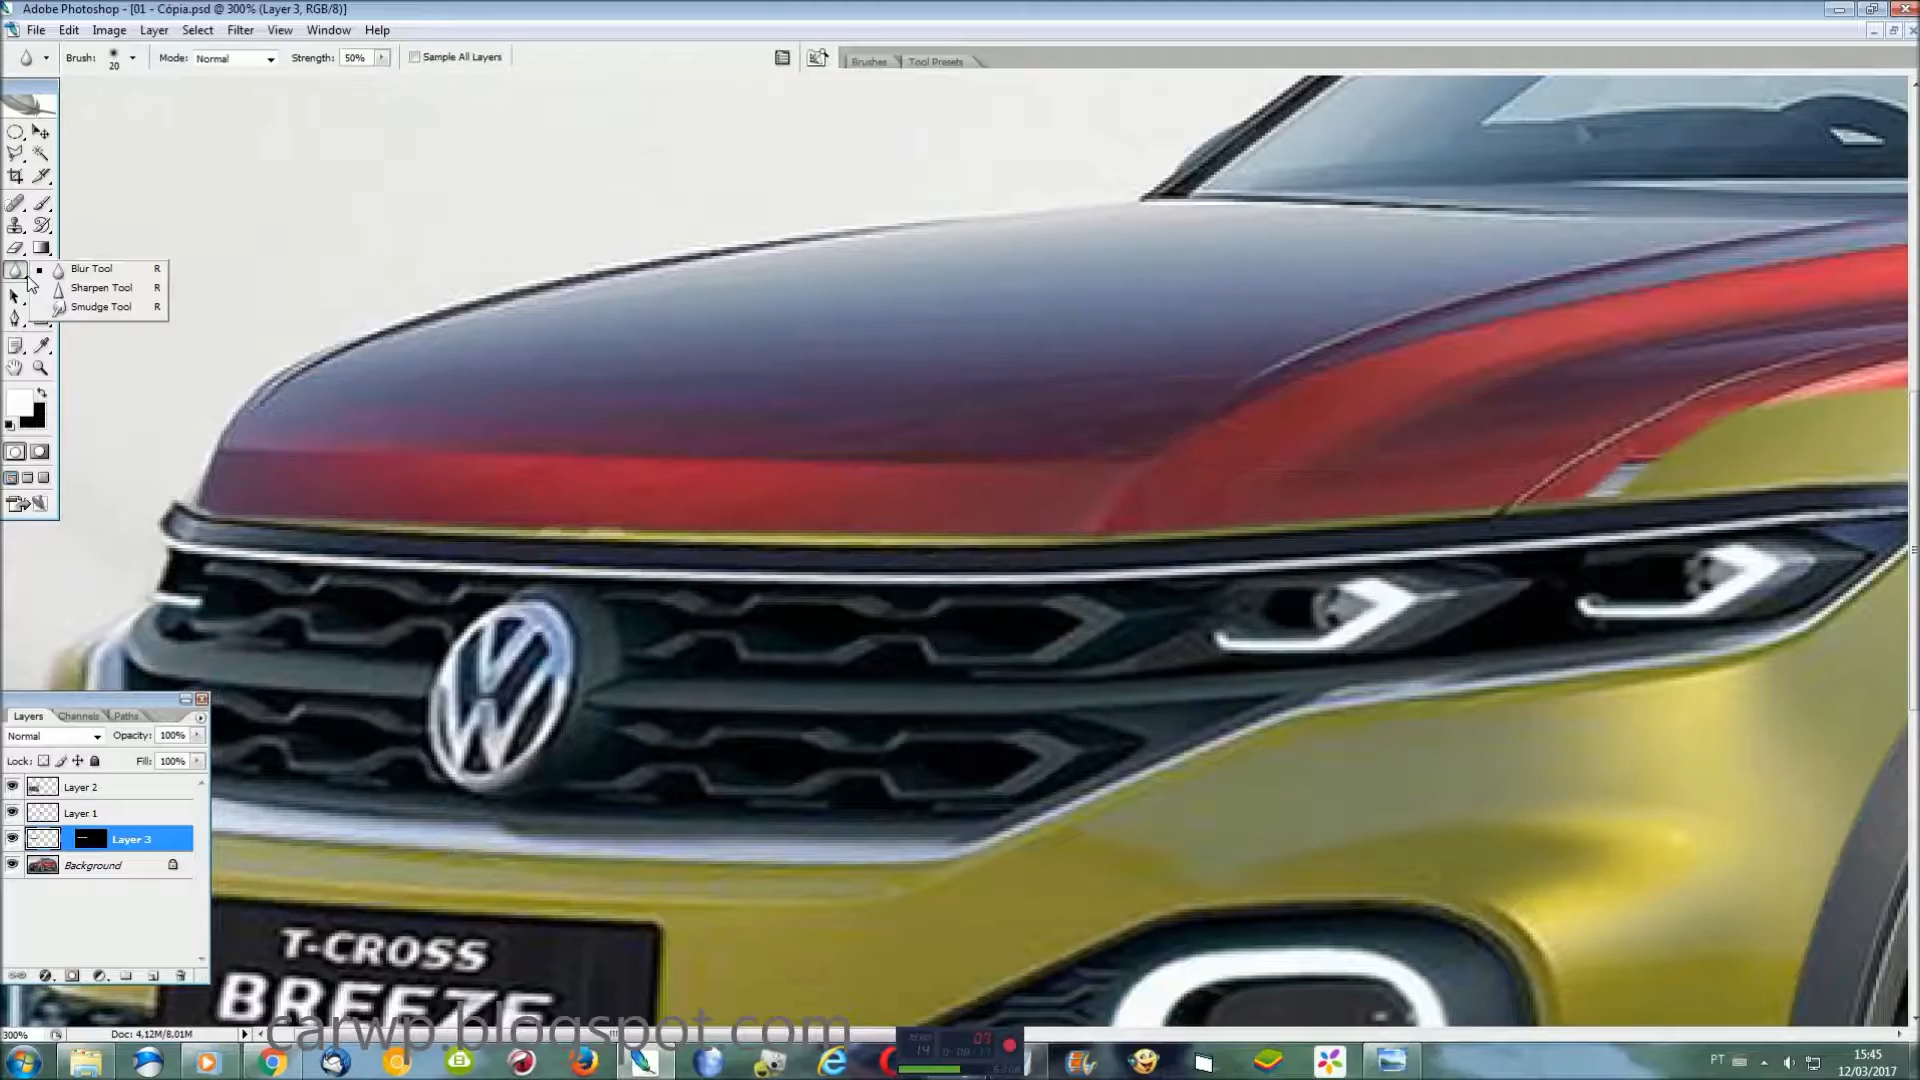 Adobe Photoshop - [01 - Cópia.psd @ 300% (Layer 3, RGB/8)]
File Edit Image Layer Select Filter View Window Help
Brush: 20 Mode: Normal Strength: 50% Sample All Layers Brushes Tool Presets
Blur Tool R
Sharpen Tool R
Smudge Tool R
Layers Channels Paths
Normal Opacity: 100%
Lock: Fill: 100%
Layer 2
Layer 1
Layer 3
Background
T-CROSS
BREEZE
carwp.blogspot.com
300% Doc: 4,12M/8,01M
PT 15:45
12/03/2017